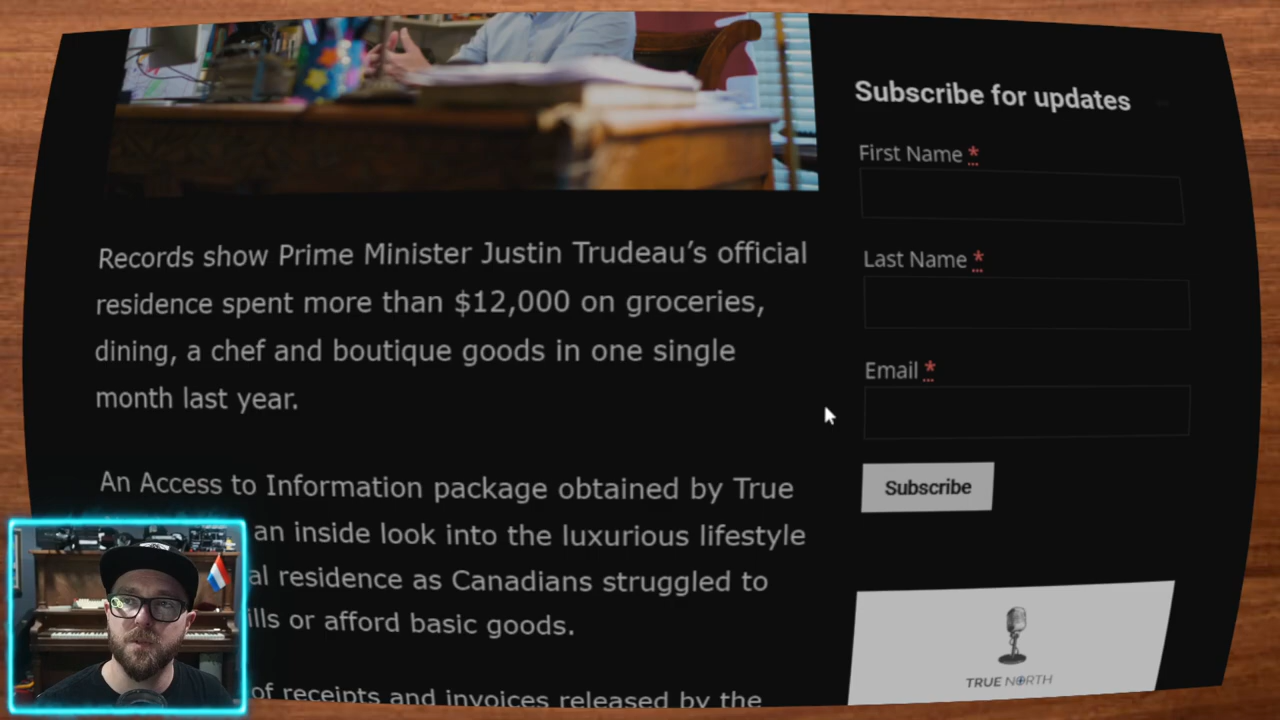 Records show Prime Minister Justin Trudeau's official
residence spent more than $12,000 on groceries,
dining, a chef and boutique goods in one single
month last year.
An Access to Information package obtained by True
an inside look into the luxurious lifestyle
al residence as Canadians struggled to
ills or afford basic goods.
of receipts and invoices released by the
Subscribe for updates
First Name *
Last Name *
Email *
Subscribe
TRUE NORTH